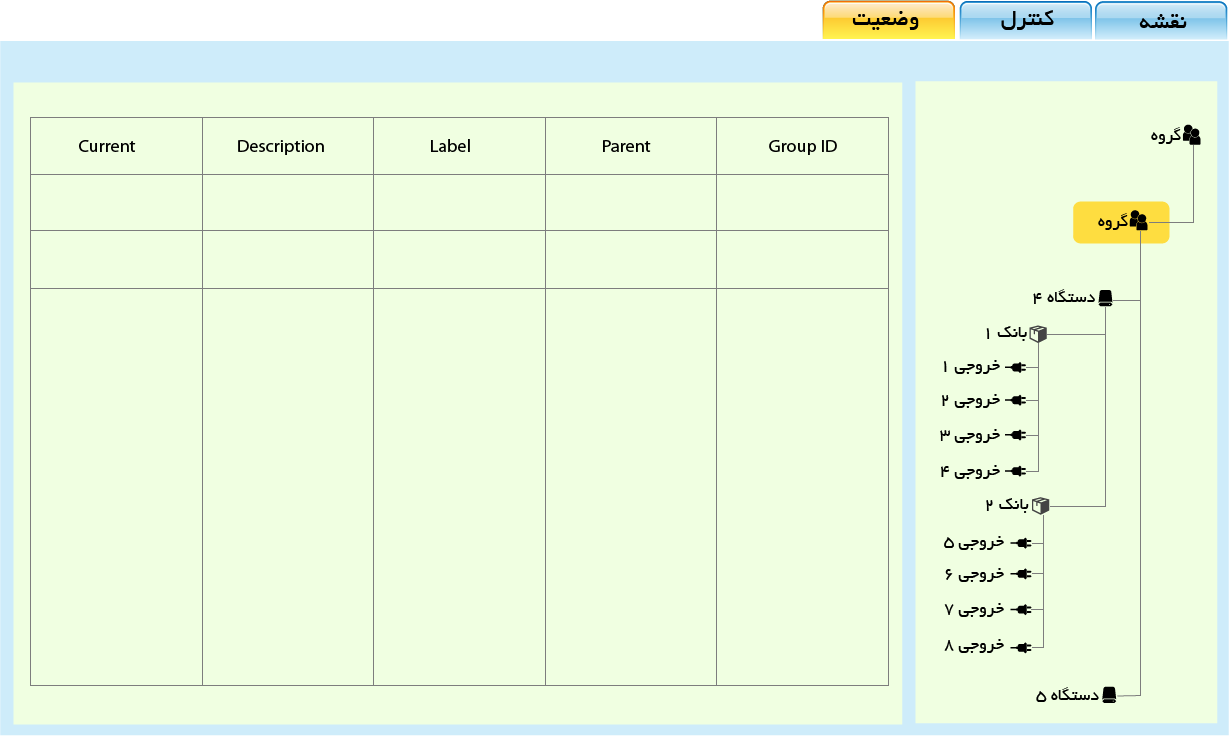 نقشه
کنترل
وضعیت
Current Description Label Parent Group ID
گروه
گروه
دستگاه ۴
بانک ۱
خروجی ۱
خروجی ۲
خروجی ۳
خروجی ۴
بانک ۲
خروجی ۵
خروجی ۶
خروجی ۷
خروجی ۸
دستگاه ۵